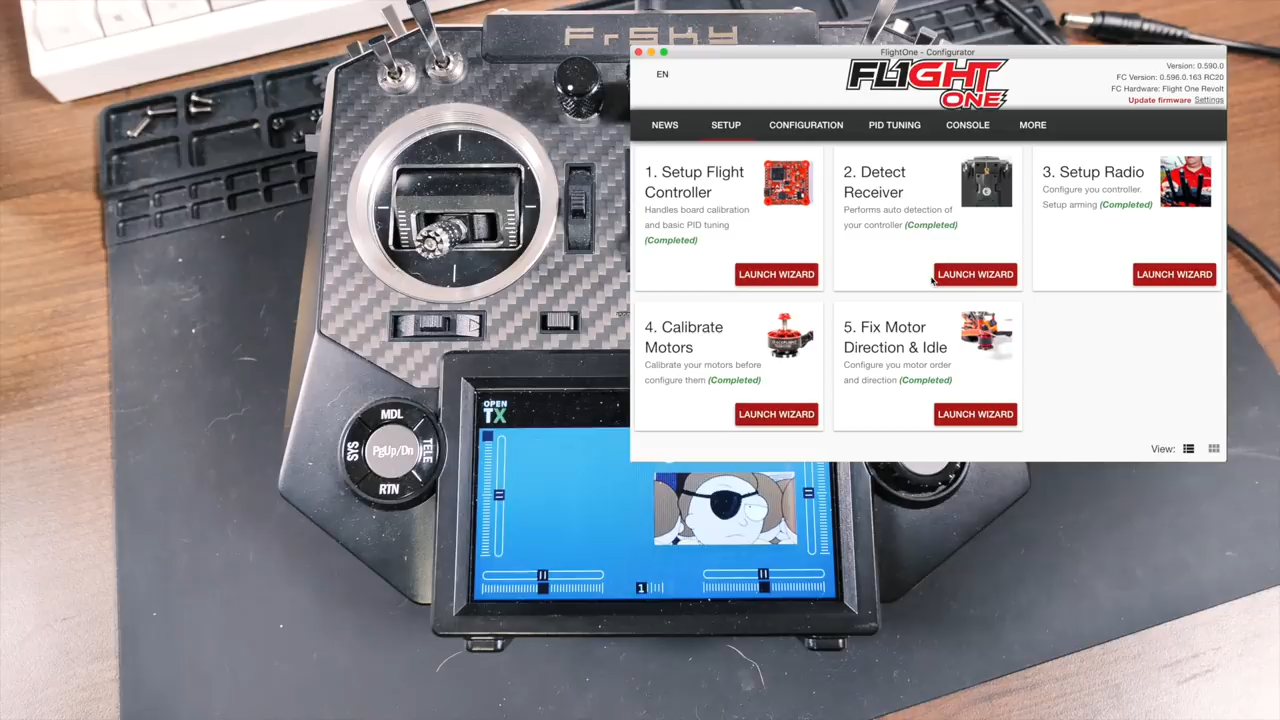 FrSKY
FlightOne - Configurator
EN
FLIGHT
ONE
Version: 0.590.0
FC Version: 0.596.0.163 RC20
FC Hardware: Flight One Revolt
Update firmware Settings
NEWS SETUP CONFIGURATION PID TUNING CONSOLE MORE
1. Setup Flight
Controller
Handles board calibration
and basic PID tuning
(Completed)
LAUNCH WIZARD
2. Detect
Receiver
Performs auto detection of
your controller (Completed)
LAUNCH WIZARD
3. Setup Radio
Configure you controller.
Setup arming (Completed)
LAUNCH WIZARD
4. Calibrate
Motors
Calibrate your motors before
configure them (Completed)
LAUNCH WIZARD
5. Fix Motor
Direction & Idle
Configure you motor order
and direction (Completed)
LAUNCH WIZARD
View:
MDL
SYS
PgUp/Dn
TELE
RTN
OPEN
TX
1